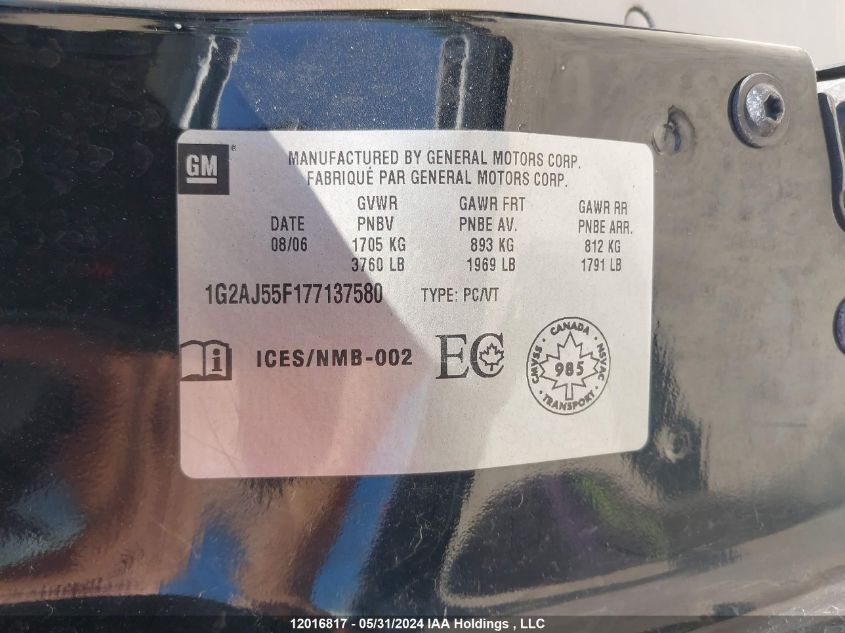 GM
MANUFACTURED BY GENERAL MOTORS CORP.
FABRIQUÉ PAR GENERAL MOTORS CORP.
DATE
08/06
GVWR
PNBV
1705 KG
3760 LB
GAWR FRT
PNBE AV.
893 KG
1969 LB
GAWR RR
PNBE ARR.
812 KG
1791 LB
1G2AJ55F177137580 TYPE: PC/VT
i ICES/NMB-002 EC
CANADA
CMVSS 985 NSVAC
TRANSPORT
12016817 - 05/31/2024 IAA Holdings , LLC